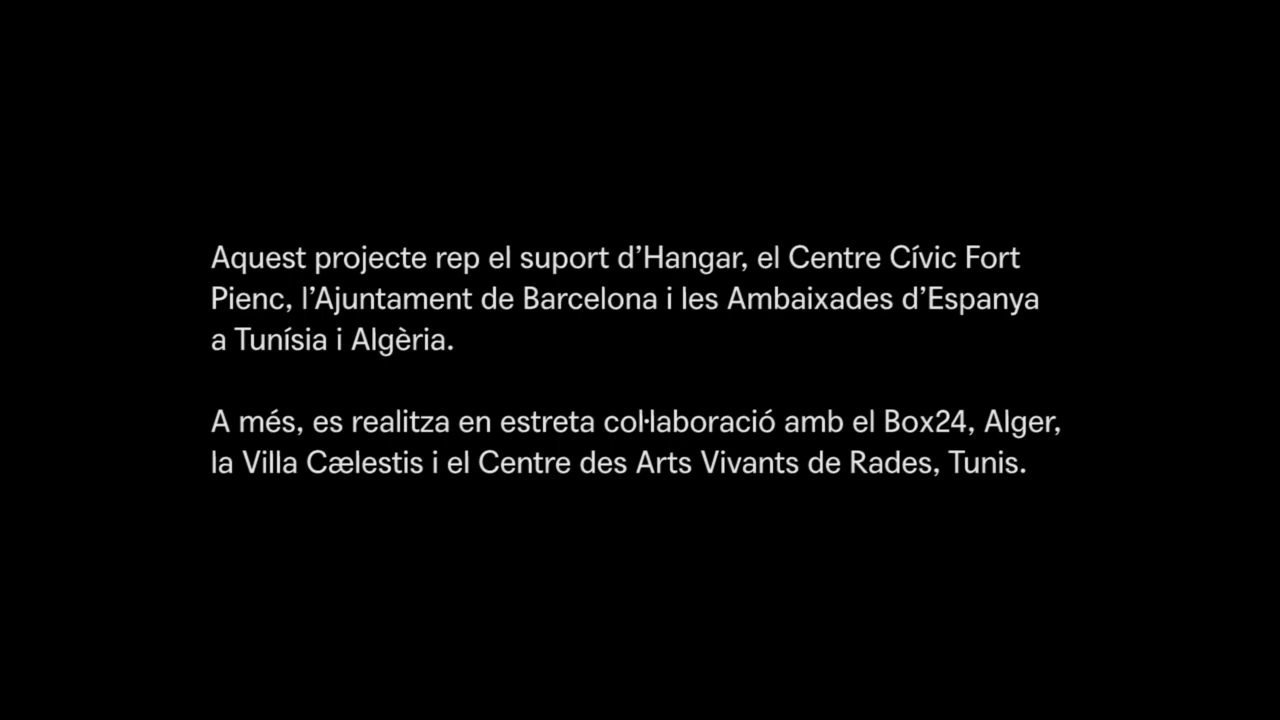 Aquest projecte rep el suport d’Hangar, el Centre Cívic Fort
Pienc, l’Ajuntament de Barcelona i les Ambaixades d’Espanya
a Tunísia i Algèria.
A més, es realitza en estreta col·laboració amb el Box24, Alger,
la Villa Cælestis i el Centre des Arts Vivants de Rades, Tunis.